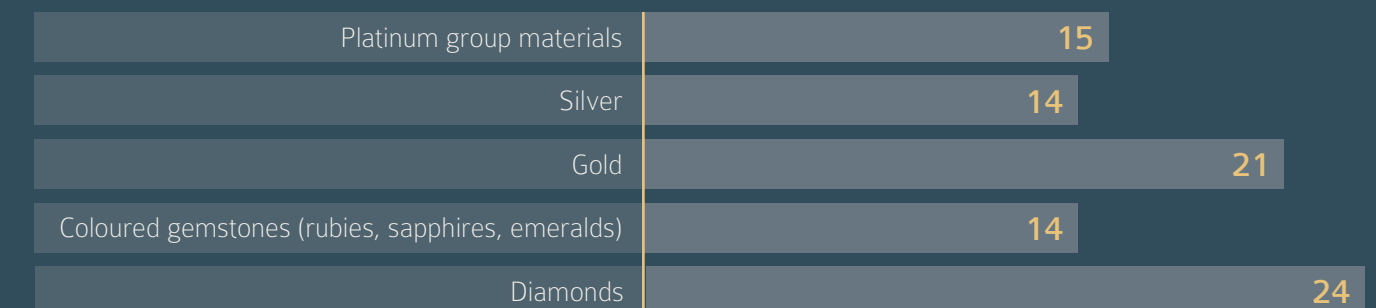 Platinum group materials 15
Silver 14
Gold 21
Coloured gemstones (rubies, sapphires, emeralds) 14
Diamonds 24